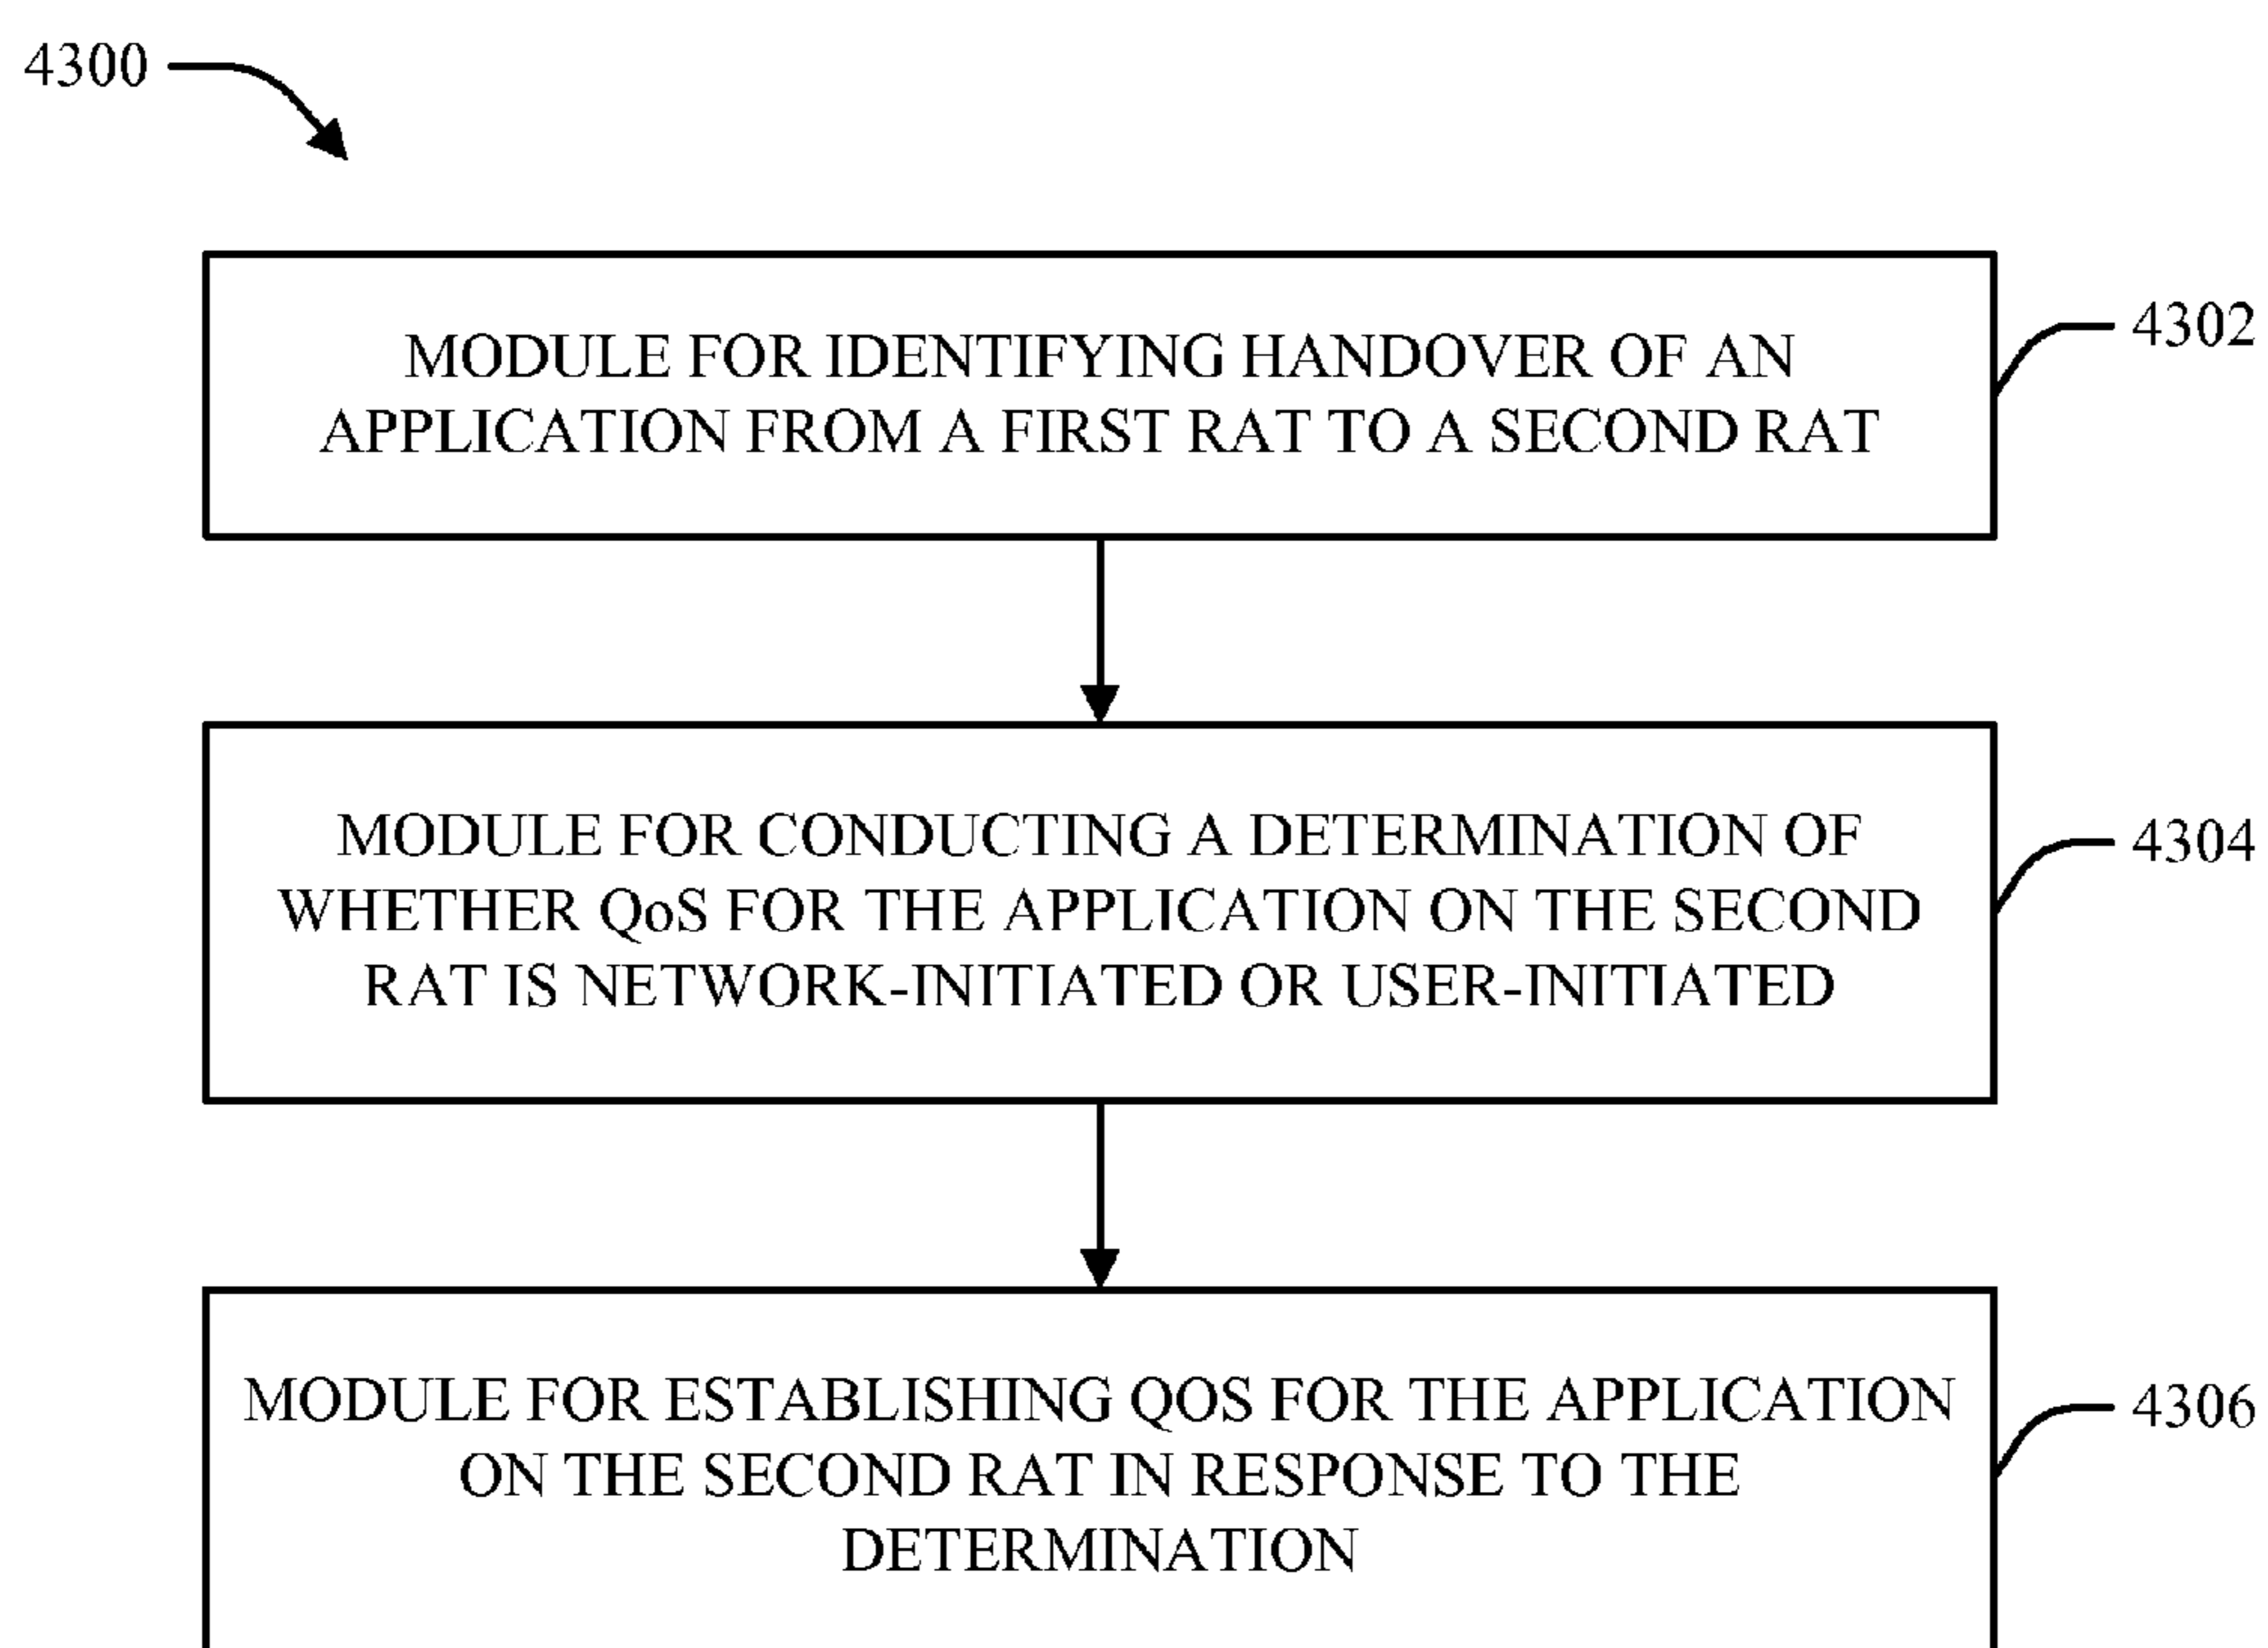 4300
MODULE FOR IDENTIFYING HANDOVER OF AN
APPLICATION FROM A FIRST RAT TO A SECOND RAT
4302
MODULE FOR CONDUCTING A DETERMINATION OF
WHETHER QoS FOR THE APPLICATION ON THE SECOND
RAT IS NETWORK-INITIATED OR USER-INITIATED
4304
MODULE FOR ESTABLISHING QOS FOR THE APPLICATION
ON THE SECOND RAT IN RESPONSE TO THE
DETERMINATION
4306